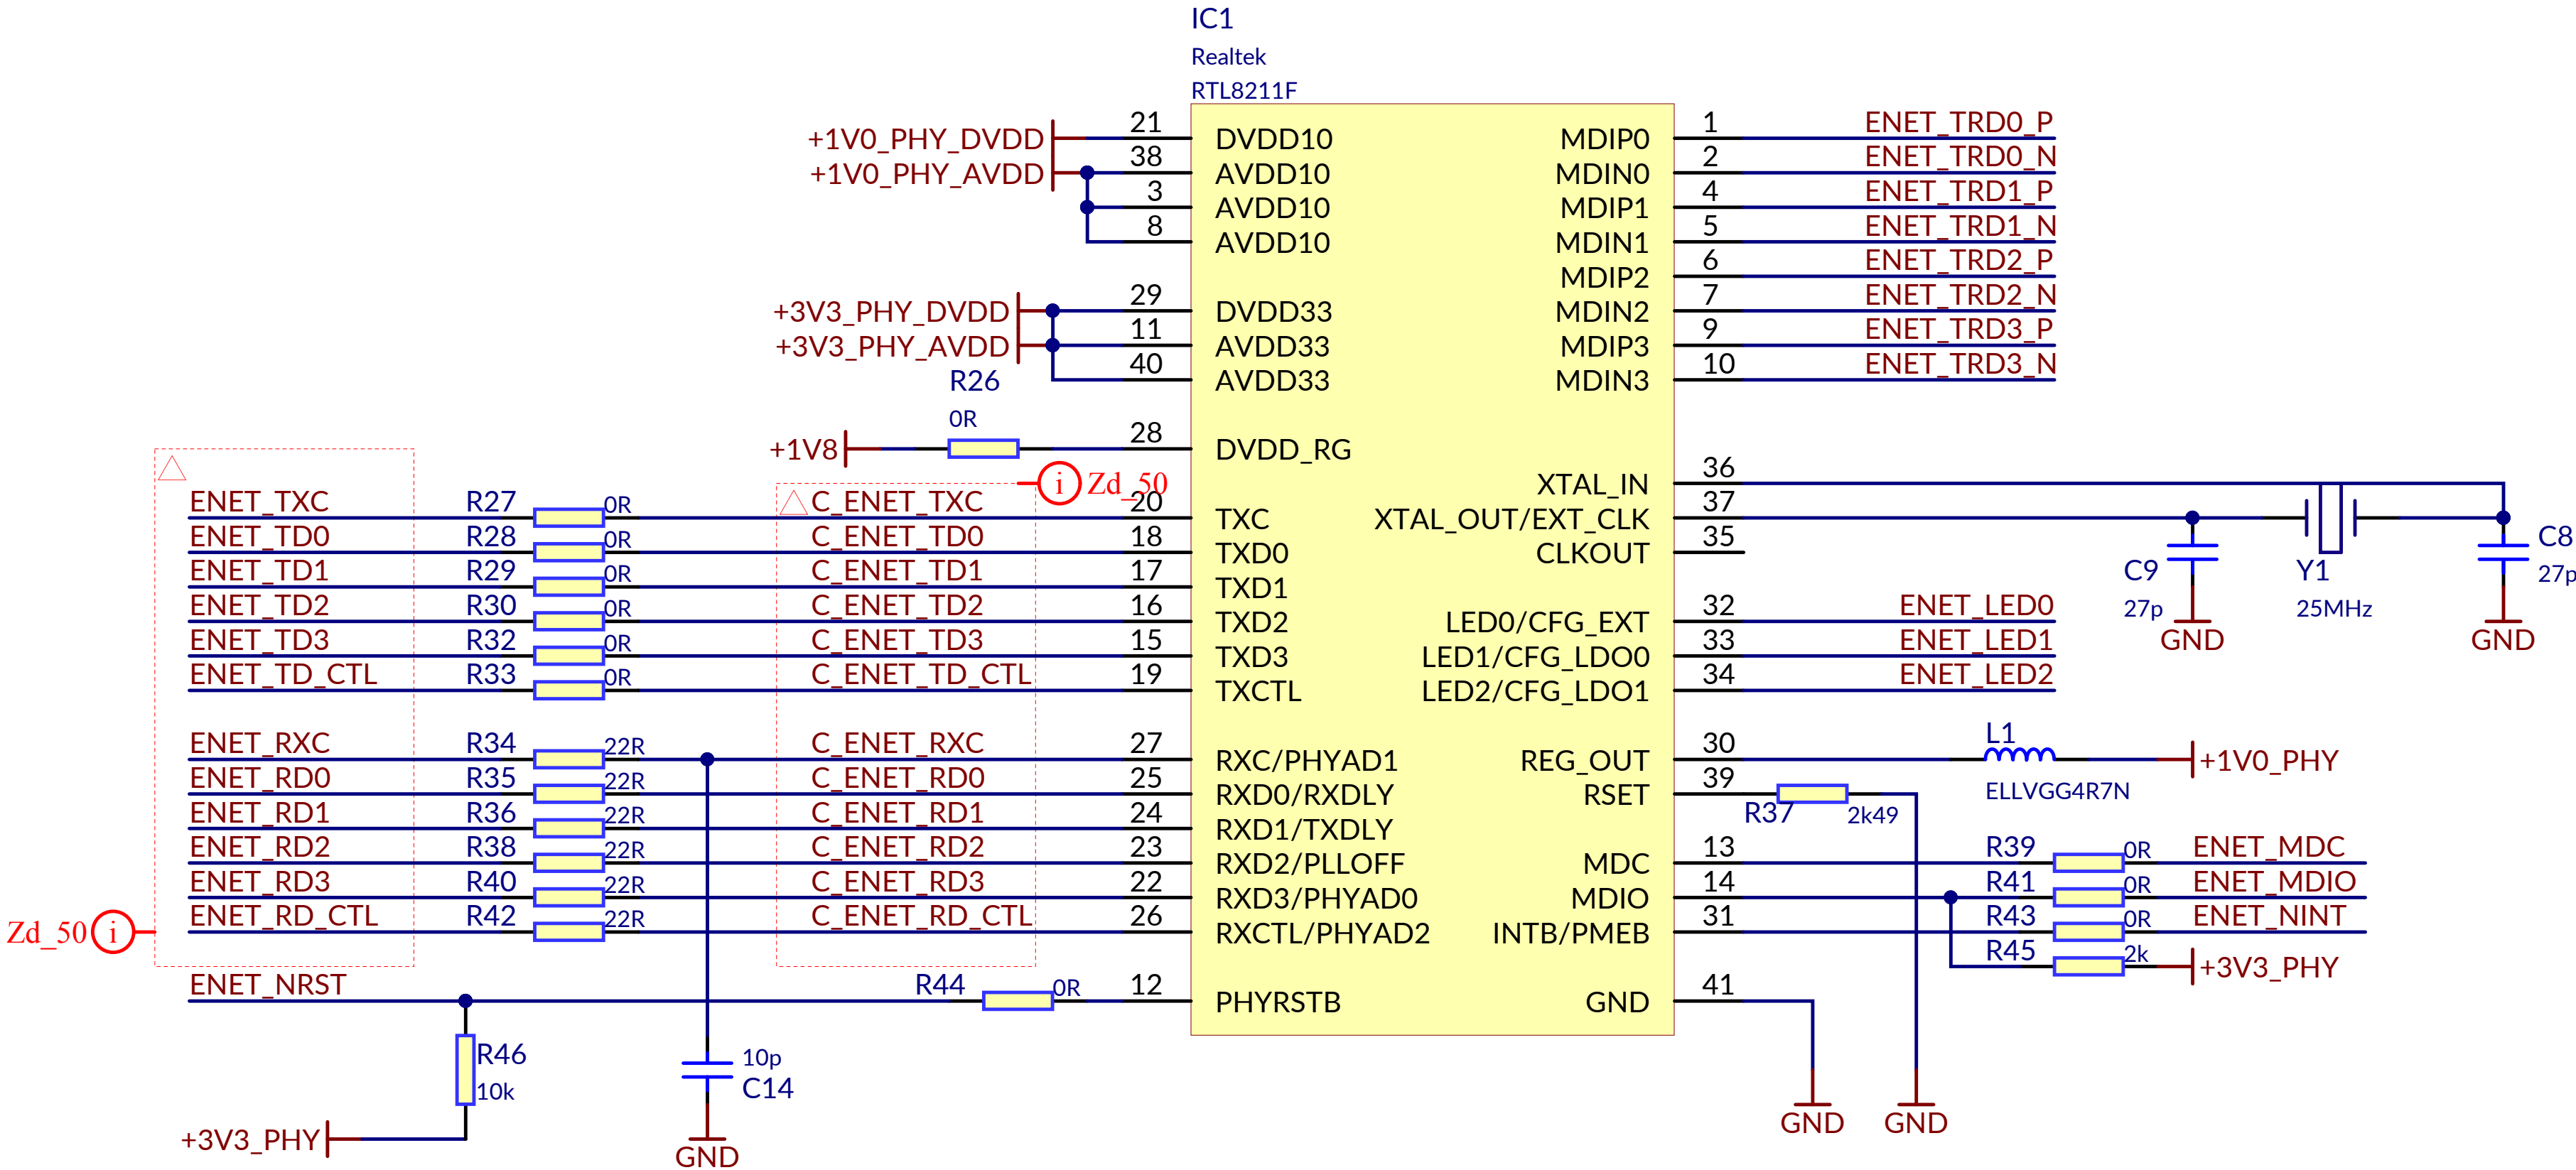 IC1
Realtek
RTL8211F
+1V0_PHY_DVDD 21 DVDD10 MDIP0 1 ENET_TRD0_P
+1V0_PHY_AVDD 38 AVDD10 MDIN0 2 ENET_TRD0_N
3 AVDD10 MDIP1 4 ENET_TRD1_P
8 AVDD10 MDIN1 5 ENET_TRD1_N
MDIP2 6 ENET_TRD2_P
+3V3_PHY_DVDD 29 DVDD33 MDIN2 7 ENET_TRD2_N
+3V3_PHY_AVDD 11 AVDD33 MDIP3 9 ENET_TRD3_P
R26 40 AVDD33 MDIN3 10 ENET_TRD3_N
0R
+1V8 28 DVDD_RG
Zd_50 XTAL_IN 36
ENET_TXC R27 0R C_ENET_TXC 20 TXC XTAL_OUT/EXT_CLK 37
ENET_TD0 R28 0R C_ENET_TD0 18 TXD0 CLKOUT 35 C8
ENET_TD1 R29 0R C_ENET_TD1 17 TXD1 C9 Y1 27p
ENET_TD2 R30 0R C_ENET_TD2 16 TXD2 LED0/CFG_EXT 32 ENET_LED0 27p 25MHz
ENET_TD3 R32 0R C_ENET_TD3 15 TXD3 LED1/CFG_LDO0 33 ENET_LED1 GND GND
ENET_TD_CTL R33 0R C_ENET_TD_CTL 19 TXCTL LED2/CFG_LDO1 34 ENET_LED2
ENET_RXC R34 22R C_ENET_RXC 27 RXC/PHYAD1 REG_OUT 30 L1 +1V0_PHY
ENET_RD0 R35 22R C_ENET_RD0 25 RXD0/RXDLY RSET 39 ELLVGG4R7N
ENET_RD1 R36 22R C_ENET_RD1 24 RXD1/TXDLY R37 2k49
ENET_RD2 R38 22R C_ENET_RD2 23 RXD2/PLLOFF MDC 13 R39 0R ENET_MDC
ENET_RD3 R40 22R C_ENET_RD3 22 RXD3/PHYAD0 MDIO 14 R41 0R ENET_MDIO
Zd_50 ENET_RD_CTL R42 22R C_ENET_RD_CTL 26 RXCTL/PHYAD2 INTB/PMEB 31 R43 0R ENET_NINT
R45 2k +3V3_PHY
ENET_NRST R44 0R 12 PHYRSTB GND 41
R46 10p
10k C14
GND GND
+3V3_PHY GND